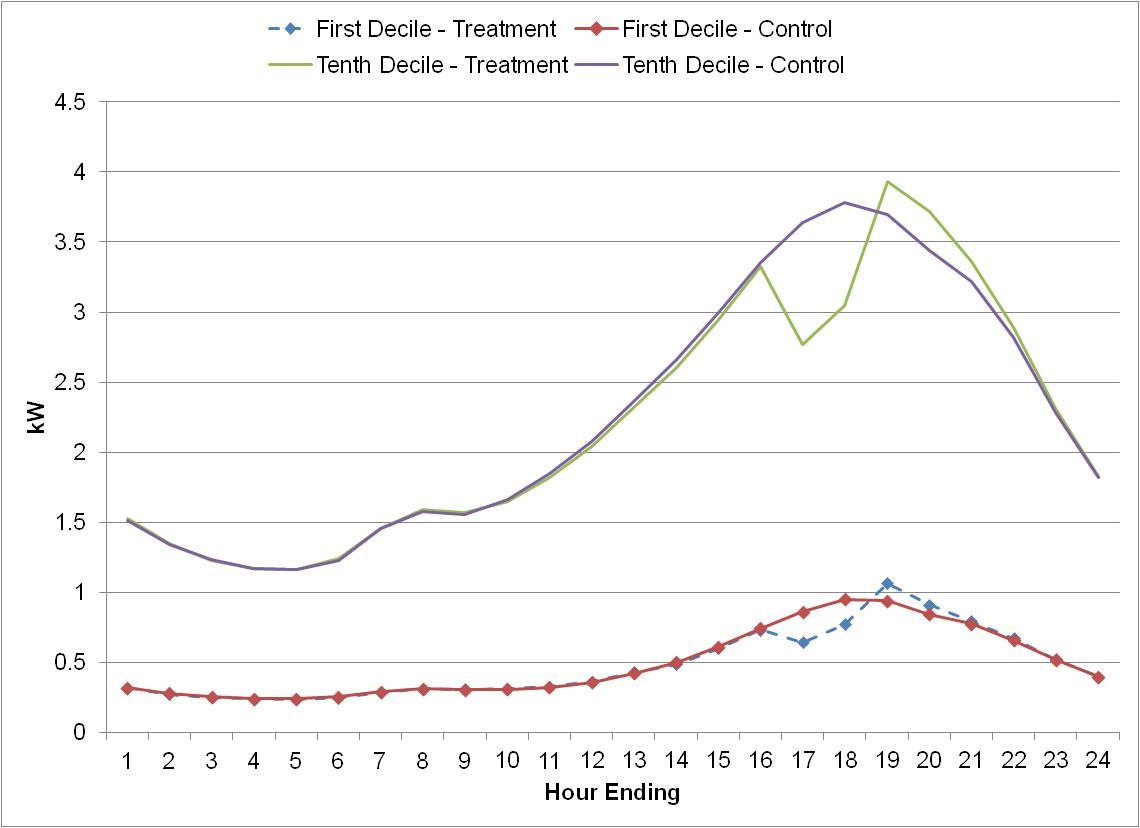 First Decile - Treatment First Decile - Control
Tenth Decile - Treatment Tenth Decile - Control
4.5
4
3.5
3
2.5
2
1.5
1
0.5
0
kW
1 2 3 4 5 6 7 8 9 10 11 12 13 14 15 16 17 18 19 20 21 22 23 24
Hour Ending